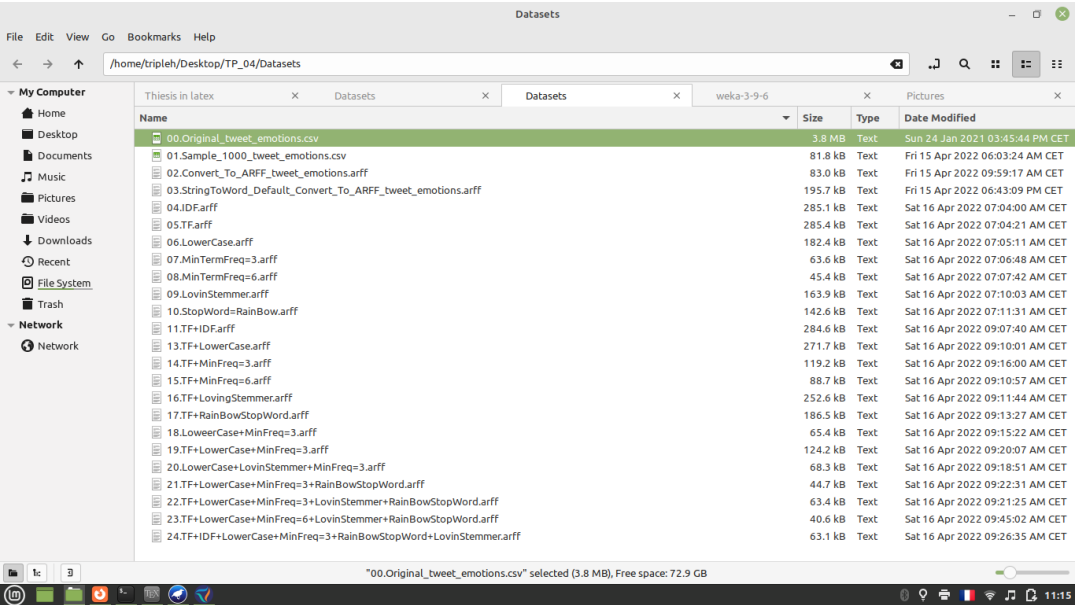 Datasets
File Edit View Go Bookmarks Help
/home/tripleh/Desktop/TP_04/Datasets
My Computer
Home
Desktop
Documents
Music
Pictures
Videos
Downloads
Recent
File System
Trash
Network
Network
Thiesis in latex Datasets Datasets weka-3-9-6 Pictures
Name Size Type Date Modified
00.Original_tweet_emotions.csv 3.8 MB Text Sun 24 Jan 2021 03:45:44 PM CET
01.Sample_1000_tweet_emotions.csv 81.8 kB Text Fri 15 Apr 2022 06:03:24 AM CET
02.Convert_To_ARFF_tweet_emotions.arff 83.0 kB Text Fri 15 Apr 2022 09:59:17 AM CET
03.StringToWord_Default_Convert_To_ARFF_tweet_emotions.arff 195.7 kB Text Fri 15 Apr 2022 06:43:09 PM CET
04.IDF.arff 285.1 kB Text Sat 16 Apr 2022 07:04:00 AM CET
05.TF.arff 285.4 kB Text Sat 16 Apr 2022 07:04:21 AM CET
06.LowerCase.arff 182.4 kB Text Sat 16 Apr 2022 07:05:11 AM CET
07.MinTermFreq=3.arff 63.6 kB Text Sat 16 Apr 2022 07:06:48 AM CET
08.MinTermFreq=6.arff 45.4 kB Text Sat 16 Apr 2022 07:07:42 AM CET
09.LovinStemmer.arff 163.9 kB Text Sat 16 Apr 2022 07:10:03 AM CET
10.StopWord=RainBow.arff 142.6 kB Text Sat 16 Apr 2022 07:11:31 AM CET
11.TF+IDF.arff 284.6 kB Text Sat 16 Apr 2022 09:07:40 AM CET
13.TF+LowerCase.arff 271.7 kB Text Sat 16 Apr 2022 09:10:01 AM CET
14.TF+MinFreq=3.arff 119.2 kB Text Sat 16 Apr 2022 09:16:00 AM CET
15.TF+MinFreq=6.arff 88.7 kB Text Sat 16 Apr 2022 09:10:57 AM CET
16.TF+LovingStemmer.arff 252.6 kB Text Sat 16 Apr 2022 09:11:44 AM CET
17.TF+RainBowStopWord.arff 186.5 kB Text Sat 16 Apr 2022 09:13:27 AM CET
18.LoweerCase+MinFreq=3.arff 65.4 kB Text Sat 16 Apr 2022 09:15:22 AM CET
19.TF+LowerCase+MinFreq=3.arff 124.2 kB Text Sat 16 Apr 2022 09:20:07 AM CET
20.LowerCase+LovinStemmer+MinFreq=3.arff 68.3 kB Text Sat 16 Apr 2022 09:18:51 AM CET
21.TF+LowerCase+MinFreq=3+RainBowStopWord.arff 44.7 kB Text Sat 16 Apr 2022 09:22:31 AM CET
22.TF+LowerCase+MinFreq=3+LovinStemmer+RainBowStopWord.arff 63.4 kB Text Sat 16 Apr 2022 09:21:25 AM CET
23.TF+LowerCase+MinFreq=6+LovinStemmer+RainBowStopWord.arff 40.6 kB Text Sat 16 Apr 2022 09:45:02 AM CET
24.TF+IDF+LowerCase+MinFreq=3+RainBowStopWord+LovinStemmer.arff 63.1 kB Text Sat 16 Apr 2022 09:26:35 AM CET
"00.Original_tweet_emotions.csv" selected (3.8 MB), Free space: 72.9 GB
11:15